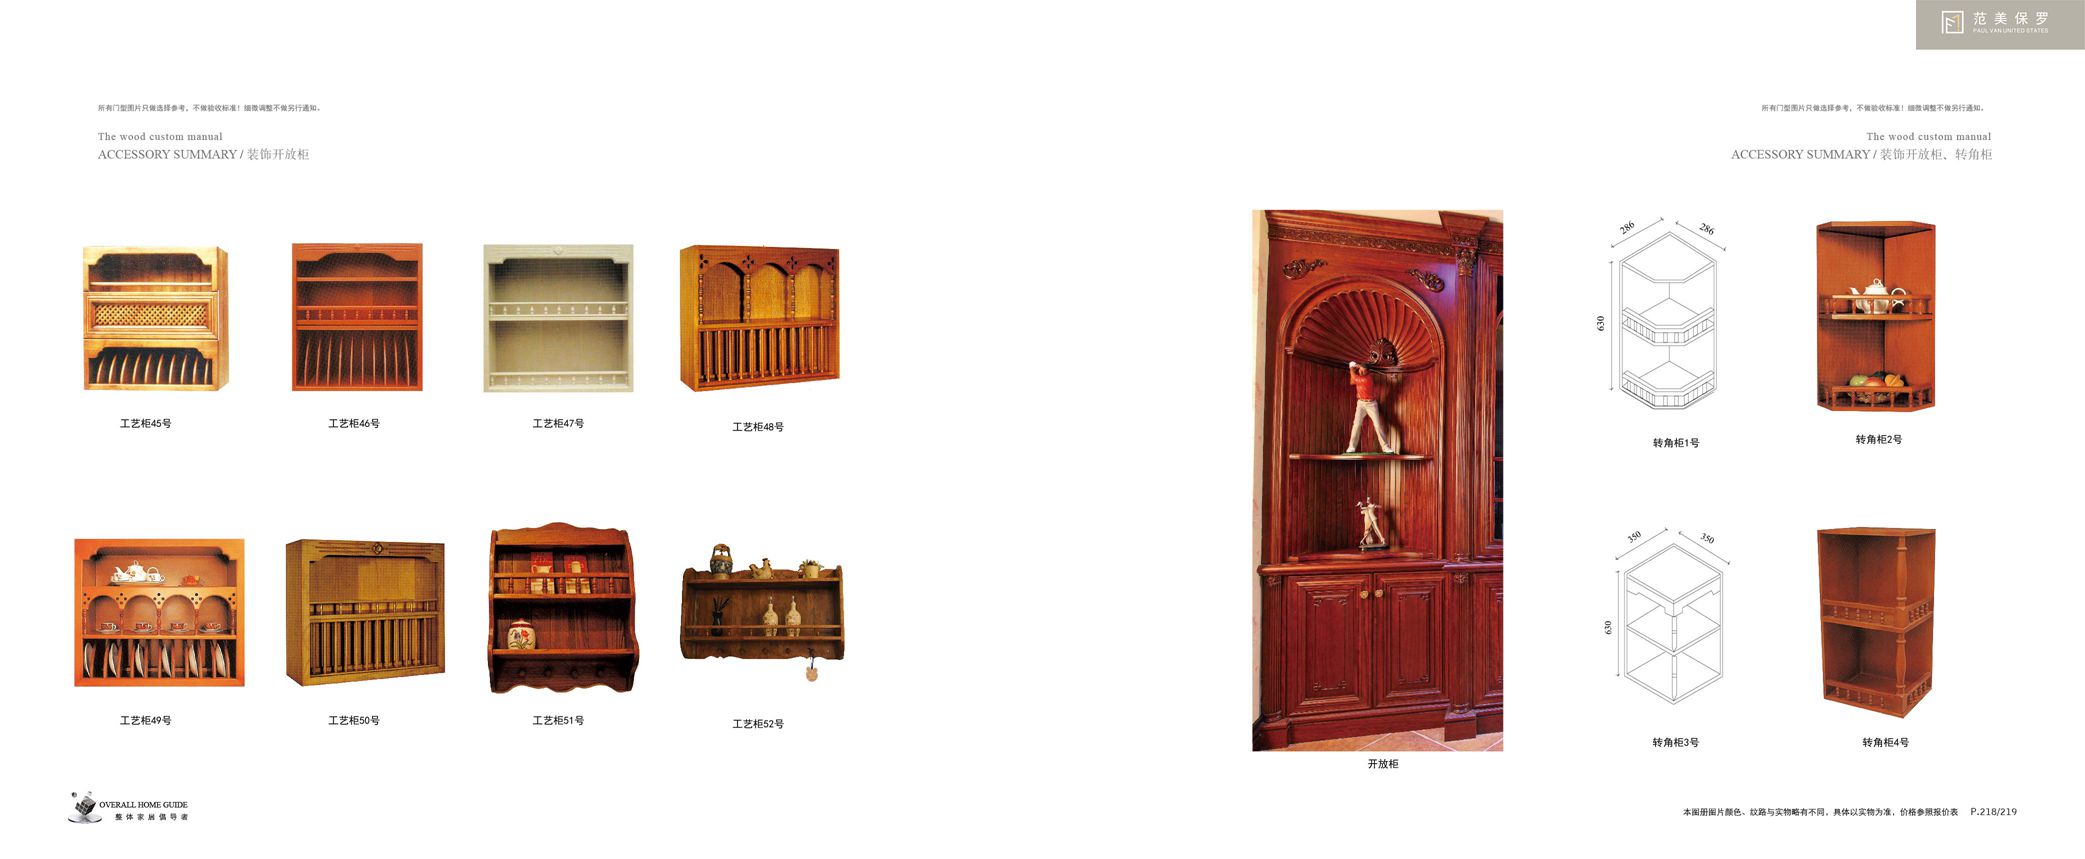 范美保罗
PAUL VAN UNITED STATES
所有门型图片只做选择参考，不做验收标准！细微调整不做另行通知。
The wood custom manual
ACCESSORY SUMMARY / 装饰开放柜
所有门型图片只做选择参考，不做验收标准！细微调整不做另行通知。
The wood custom manual
ACCESSORY SUMMARY / 装饰开放柜、转角柜
工艺柜45号
工艺柜46号
工艺柜47号
工艺柜48号
工艺柜49号
工艺柜50号
工艺柜51号
工艺柜52号
开放柜
286
286
630
转角柜1号
转角柜2号
350
350
630
转角柜3号
转角柜4号
OVERALL HOME GUIDE
整体家居倡导者
本图册图片颜色、纹路与实物略有不同，具体以实物为准，价格参照报价表 P.218/219